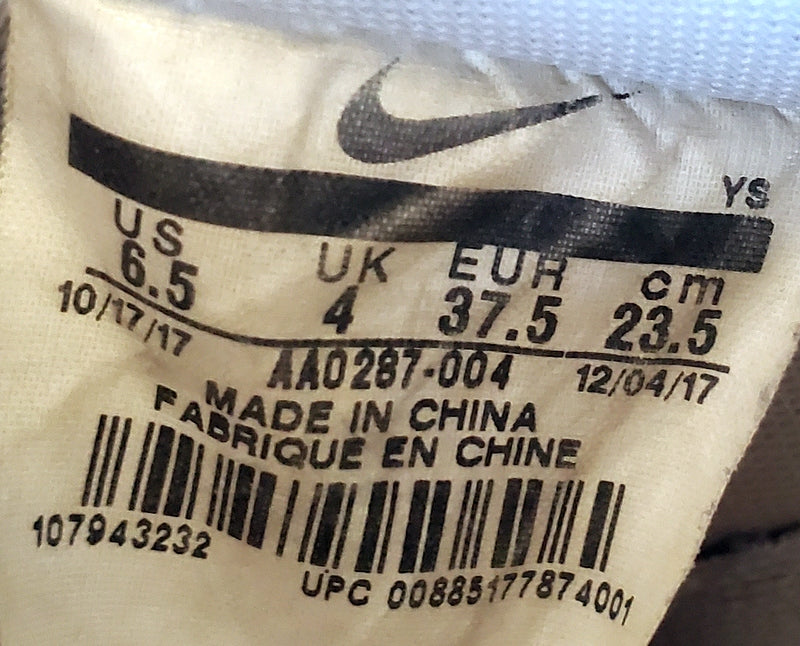 YS
US UK EUR cm
6.5 4 37.5 23.5
10/17/17 AA0287-004 12/04/17
MADE IN CHINA
FABRIQUE EN CHINE
107943232
UPC 00885177874001